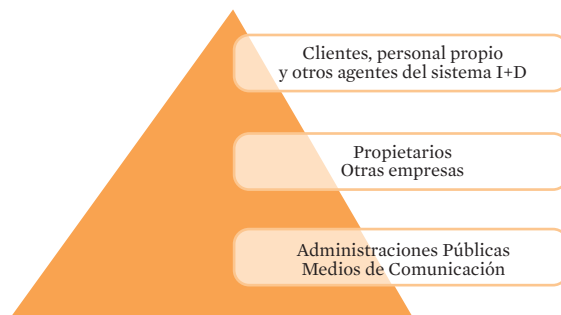 Clientes, personal propio
y otros agentes del sistema I+D
Propietarios
Otras empresas
Administraciones Públicas
Medios de Comunicación